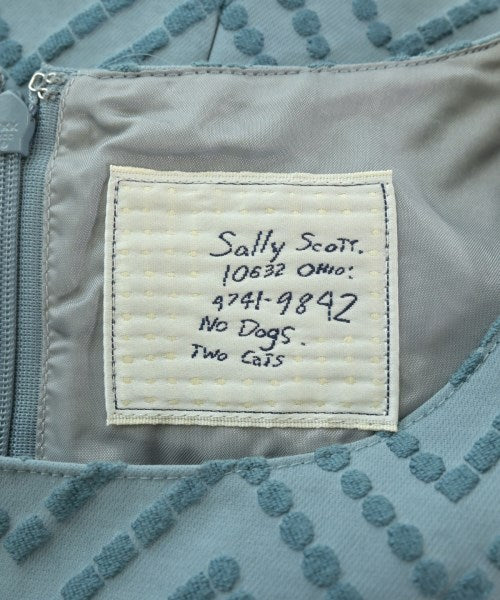 Sally Scott.
10632 OHIO:
4741-9842
No Dogs.
Two Cats